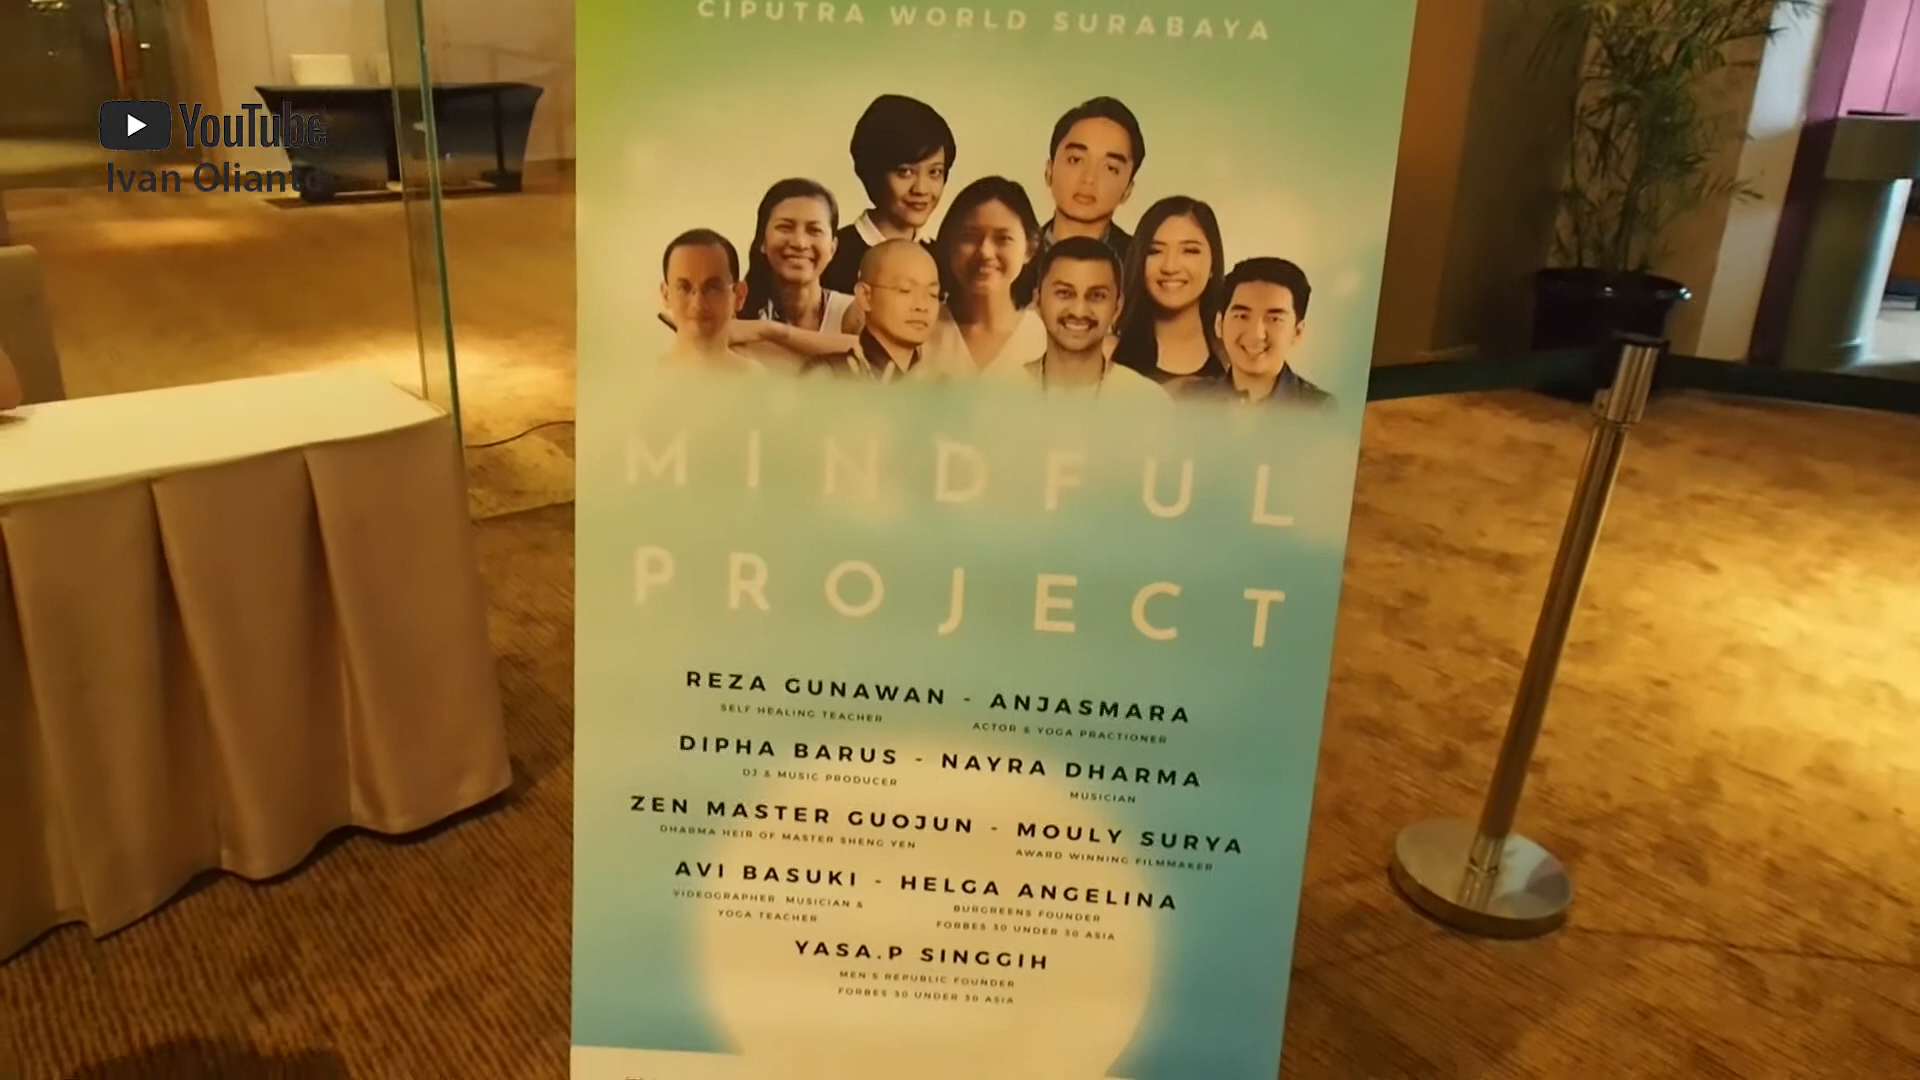 CIPUTRA WORLD SURABAYA
YouTube
Ivan Olianto
MINDFUL
PROJECT
REZA GUNAWAN - ANJASMARA
SELF HEALING TEACHER
ACTOR & YOGA PRACTIONER
DIPHA BARUS - NAYRA DHARMA
DJ & MUSIC PRODUCER
MUSICIAN
ZEN MASTER GUOJUN - MOULY SURYA
DHARMA HEIR OF MASTER SHENG YEN
AWARD WINNING FILMMAKER
AVI BASUKI - HELGA ANGELINA
VIDEOGRAPHER, MUSICIAN &
YOGA TEACHER
BURGREENS FOUNDER
FORBES 30 UNDER 30 ASIA
YASA.P SINGGIH
MEN'S REPUBLIC FOUNDER
FORBES 30 UNDER 30 ASIA